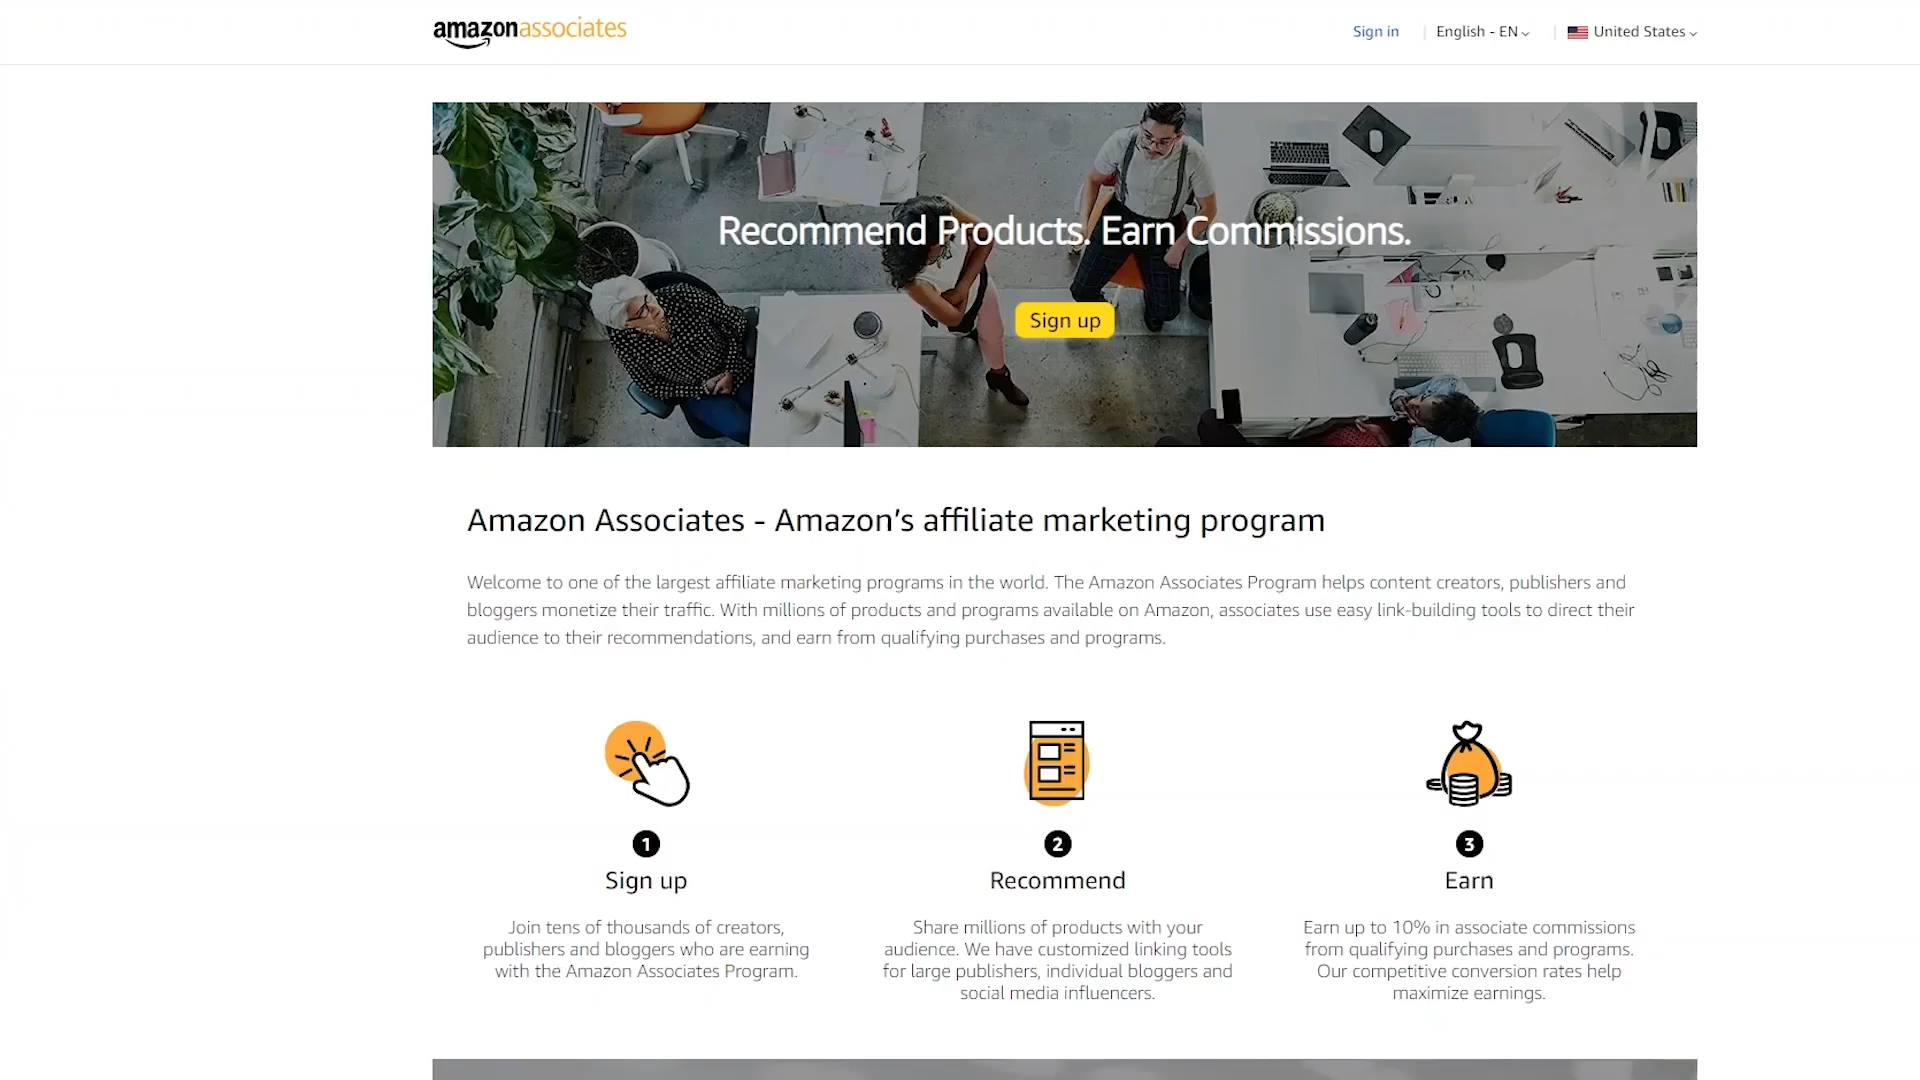 amazonassociates
Sign in
English - EN
United States
Recommend Products. Earn Commissions.
Sign up
Amazon Associates - Amazon’s affiliate marketing program
Welcome to one of the largest affiliate marketing programs in the world. The Amazon Associates Program helps content creators, publishers and
bloggers monetize their traffic. With millions of products and programs available on Amazon, associates use easy link-building tools to direct their
audience to their recommendations, and earn from qualifying purchases and programs.
1
Sign up
Join tens of thousands of creators,
publishers and bloggers who are earning
with the Amazon Associates Program.
2
Recommend
Share millions of products with your
audience. We have customized linking tools
for large publishers, individual bloggers and
social media influencers.
3
Earn
Earn up to 10% in associate commissions
from qualifying purchases and programs.
Our competitive conversion rates help
maximize earnings.